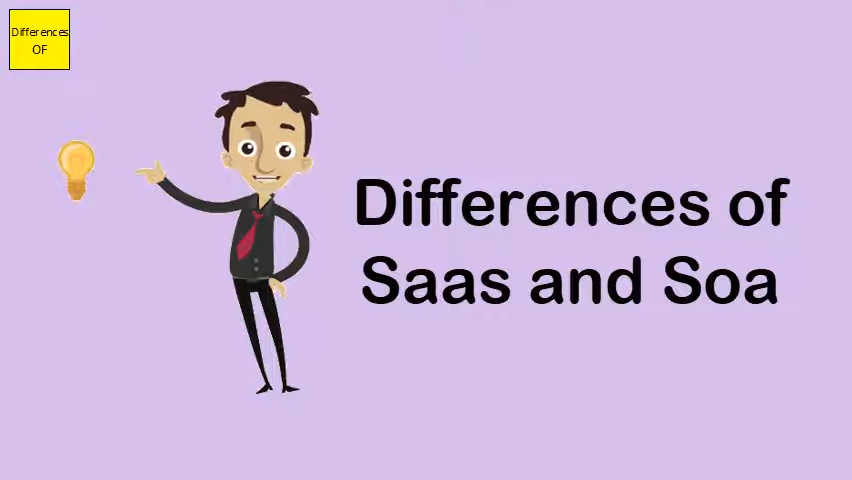 Differences
OF
Differences of
Saas and Soa